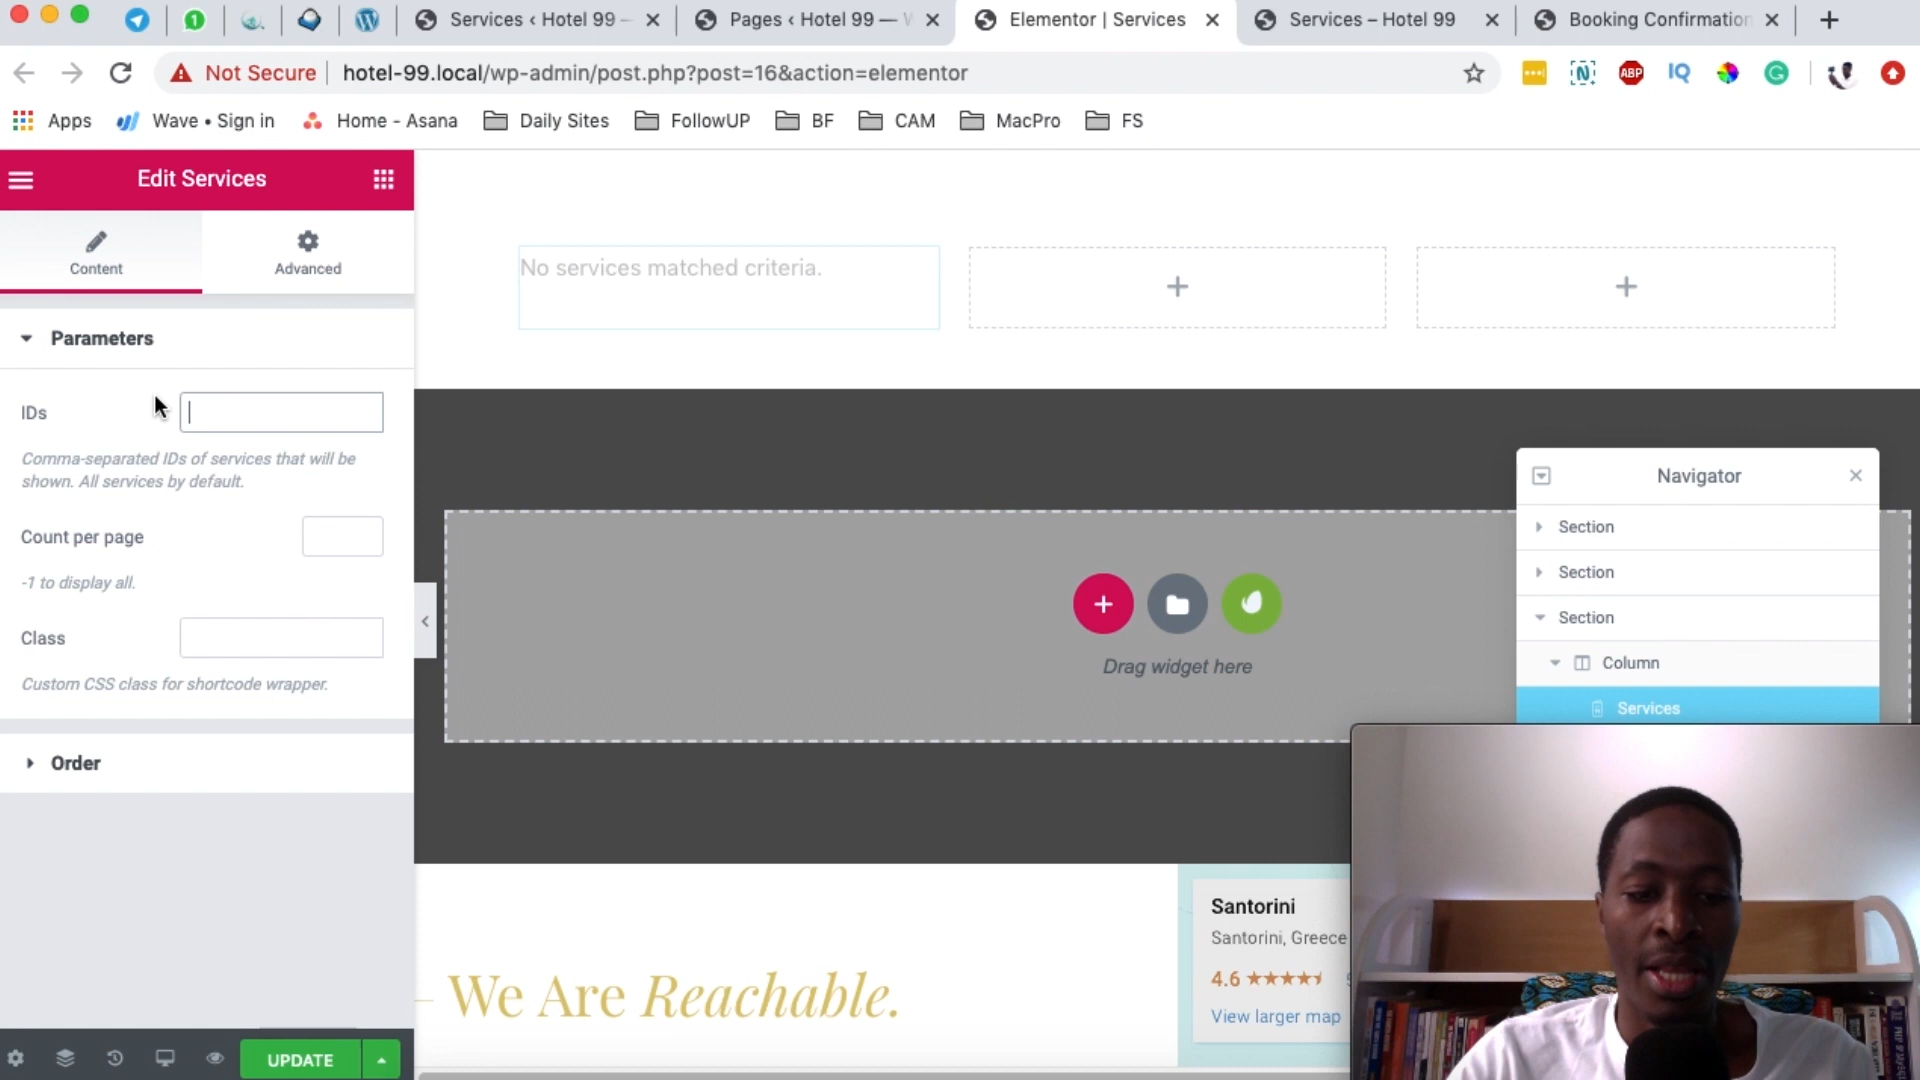 Services ‹ Hotel 99 –
Pages ‹ Hotel 99 — W
Elementor | Services
Services – Hotel 99
Booking Confirmation
Not Secure
hotel-99.local/wp-admin/post.php?post=16&action=elementor
ABP
IQ
Apps
Wave • Sign in
Home - Asana
Daily Sites
FollowUP
BF
CAM
MacPro
FS
Edit Services
Content
Advanced
Parameters
IDs
Comma-separated IDs of services that will be
shown. All services by default.
Count per page
-1 to display all.
Class
Custom CSS class for shortcode wrapper.
Order
UPDATE
No services matched criteria.
Drag widget here
Navigator
Section
Section
Section
Column
Services
We Are Reachable.
Santorini
Santorini, Greece
4.6
View larger map